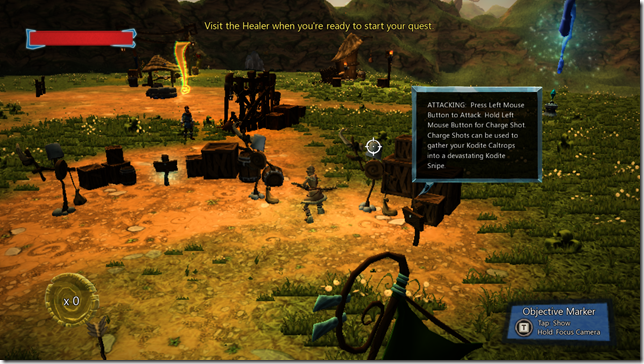 Visit the Healer when you're ready to start your quest
ATTACKING: Press Left Mouse
Button to Attack. Hold Left
Mouse Button for Charge Shot.
Charge Shots can be used to
gather your Kodite Caltrops
into a devastating Kodite
Snipe.
x 0
Objective Marker
T
Tap: Show
Hold: Focus Camera